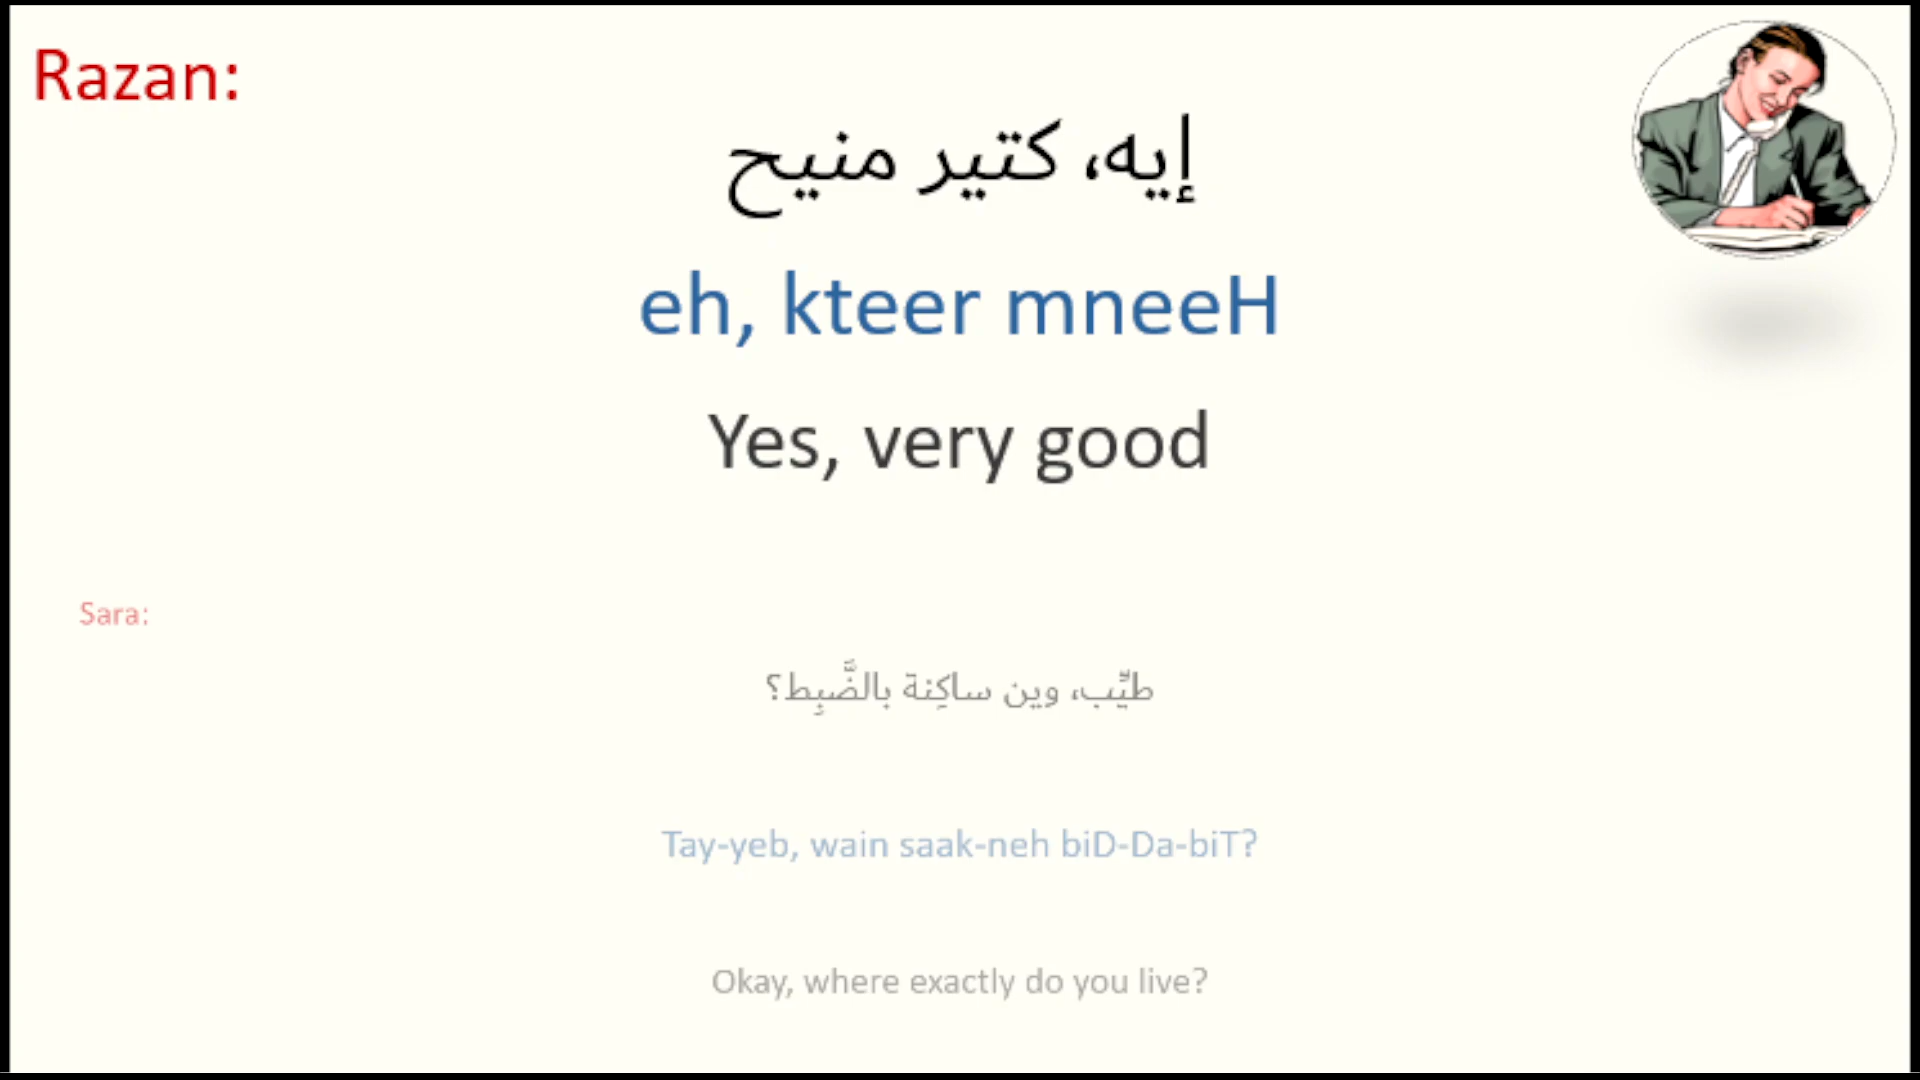 Razan:
إيه، كتير منيح
eh, kteer mneeH
Yes, very good
Sara:
طيِّب، وين ساكِنة بالضَّبِط؟
Tay-yeb, wain saak-neh biD-Da-biT?
Okay, where exactly do you live?